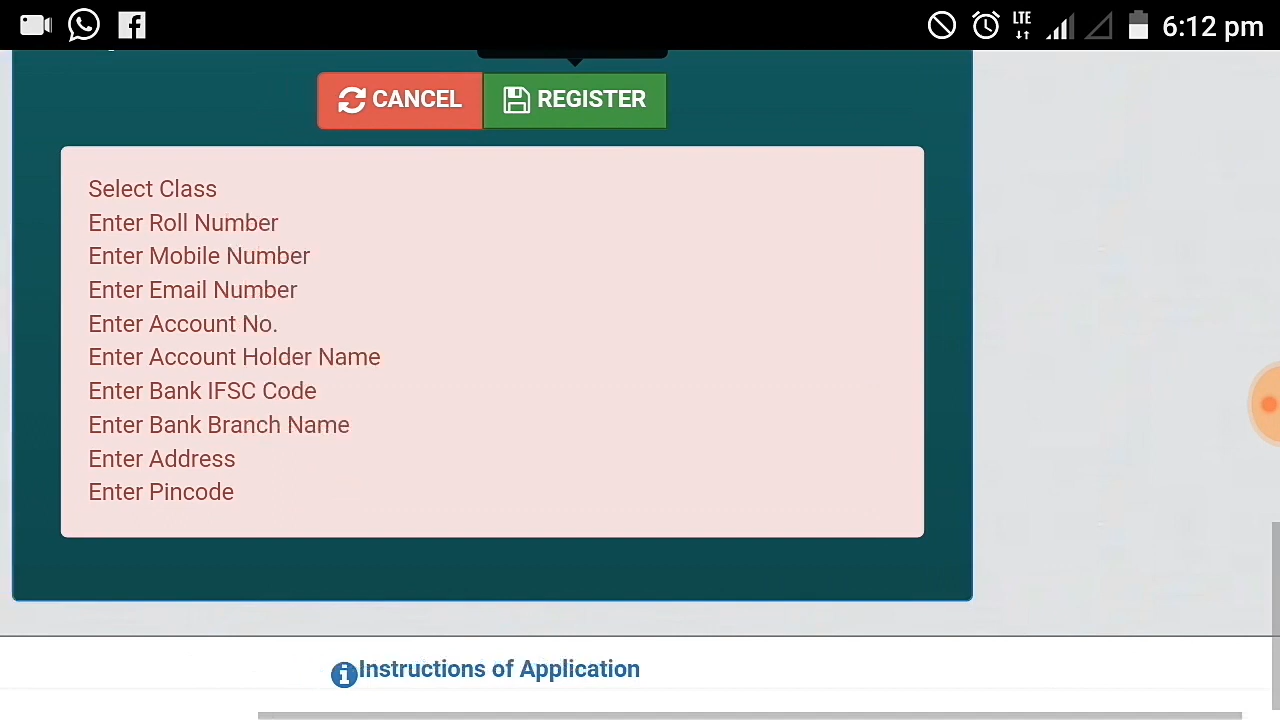 LTE
6:12 pm
CANCEL
REGISTER
Select Class
Enter Roll Number
Enter Mobile Number
Enter Email Number
Enter Account No.
Enter Account Holder Name
Enter Bank IFSC Code
Enter Bank Branch Name
Enter Address
Enter Pincode
Instructions of Application